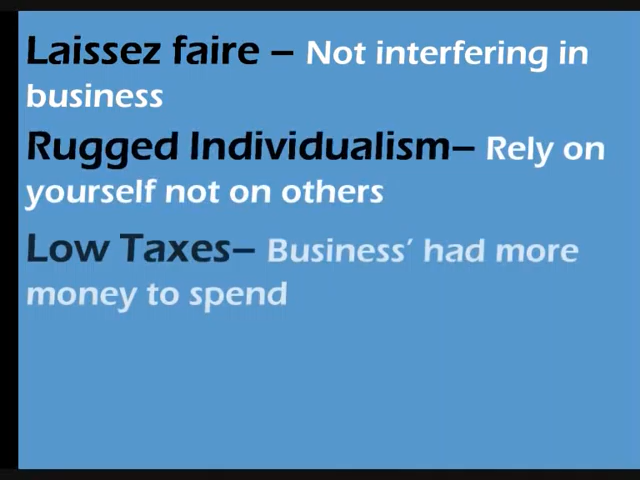 Laissez faire – Not interfering in
business
Rugged Individualism– Rely on
yourself not on others
Low Taxes– Business’ had more
money to spend